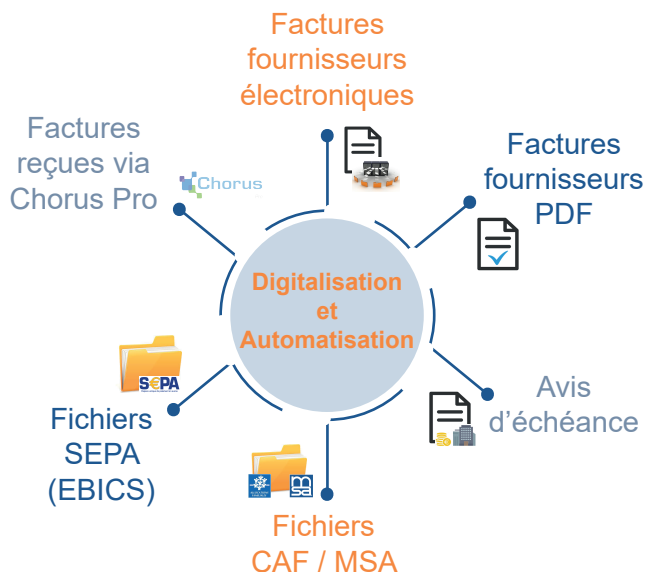 Factures
fournisseurs
électroniques
Factures
reçues via
Chorus Pro
Chorus
Factures
fournisseurs
PDF
Digitalisation
et
Automatisation
SEPA
Avis
d'échéance
Fichiers
SEPA
(EBICS)
msa
Fichiers
CAF / MSA